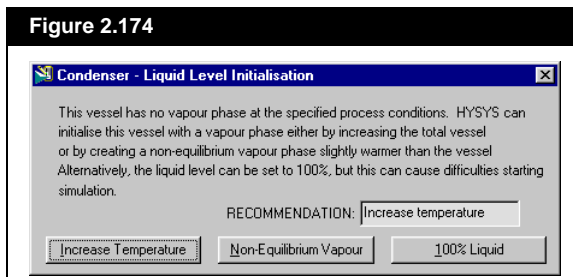 Figure 2.174
Condenser - Liquid Level Initialisation
This vessel has no vapour phase at the specified process conditions. HYSYS can
initialise this vessel with a vapour phase either by increasing the total vessel
or by creating a non-equilibrium vapour phase slightly warmer than the vessel
Alternatively, the liquid level can be set to 100%, but this can cause difficulties starting
simulation.
RECOMMENDATION: Increase temperature
Increase Temperature Non-Equilibrium Vapour 100% Liquid